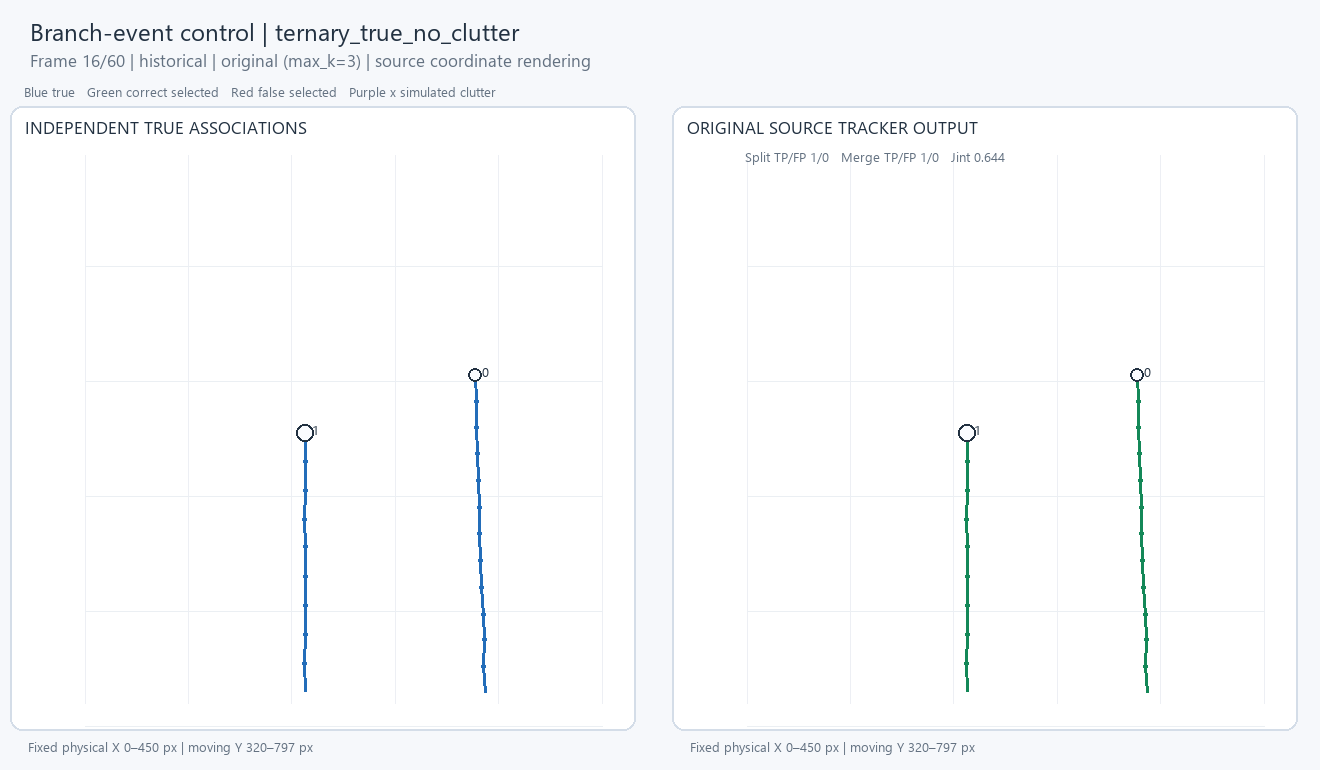 Branch-event control | ternary_true_no_clutter
Frame 16/60 | historical | original (max_k=3) | source coordinate rendering
Blue true Green correct selected Red false selected Purple x simulated clutter
INDEPENDENT TRUE ASSOCIATIONS
0
1
Fixed physical X 0–450 px | moving Y 320–797 px
ORIGINAL SOURCE TRACKER OUTPUT
Split TP/FP 1/0 Merge TP/FP 1/0 Jint 0.644
0
1
Fixed physical X 0–450 px | moving Y 320–797 px